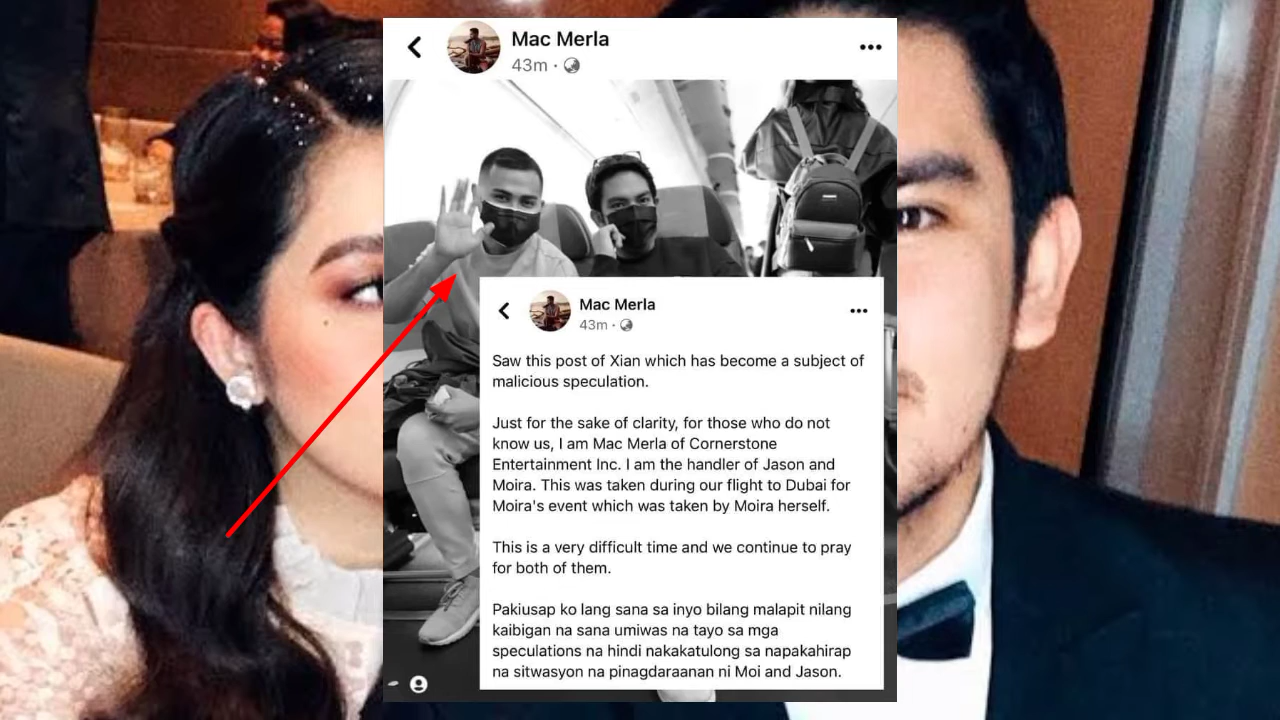 Mac Merla
43m ·
Mac Merla
43m ·
Saw this post of Xian which has become a subject of
malicious speculation.
Just for the sake of clarity, for those who do not
know us, I am Mac Merla of Cornerstone
Entertainment Inc. I am the handler of Jason and
Moira. This was taken during our flight to Dubai for
Moira's event which was taken by Moira herself.
This is a very difficult time and we continue to pray
for both of them.
Pakiusap ko lang sana sa inyo bilang malapit nilang
kaibigan na sana umiwas na tayo sa mga
speculations na hindi nakakatulong sa napakahirap
na sitwasyon na pinagdaraanan ni Moi and Jason.